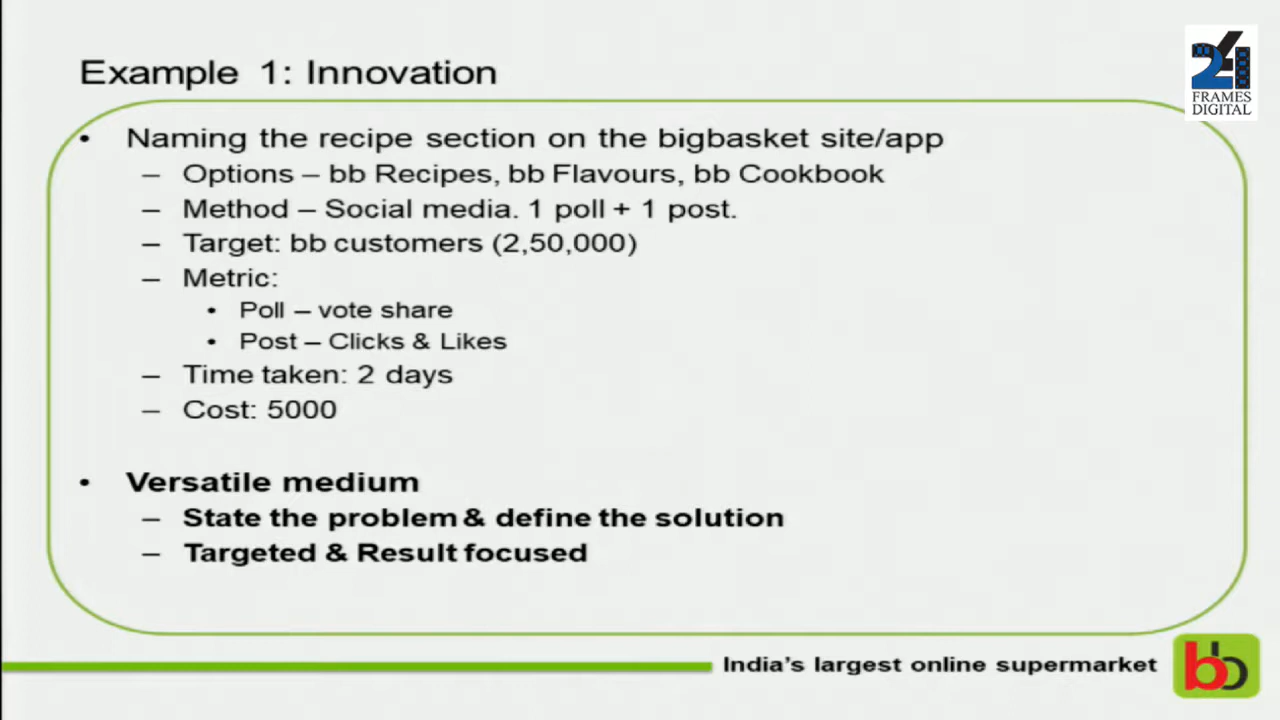 24
FRAMES
DIGITAL
Example 1: Innovation
• Naming the recipe section on the bigbasket site/app
– Options – bb Recipes, bb Flavours, bb Cookbook
– Method – Social media. 1 poll + 1 post.
– Target: bb customers (2,50,000)
– Metric:
• Poll – vote share
• Post – Clicks & Likes
– Time taken: 2 days
– Cost: 5000
• Versatile medium
– State the problem & define the solution
– Targeted & Result focused
India's largest online supermarket
bb